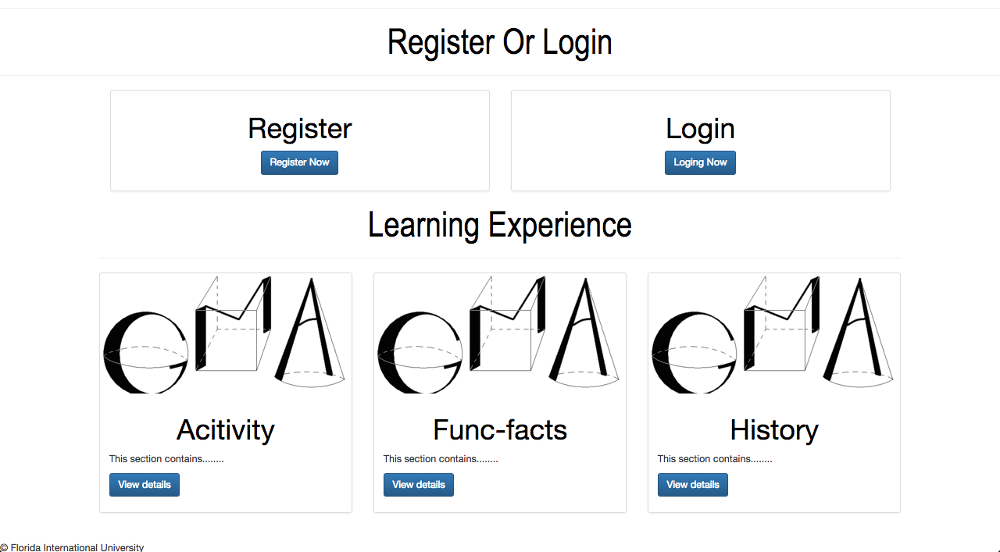 Register Or Login
Register
Login
Register Now
Loging Now
Learning Experience
GMA
GMA
GMA
Acitivity
Func-facts
History
This section contains........
This section contains........
This section contains........
View details
View details
View details
© Florida International University